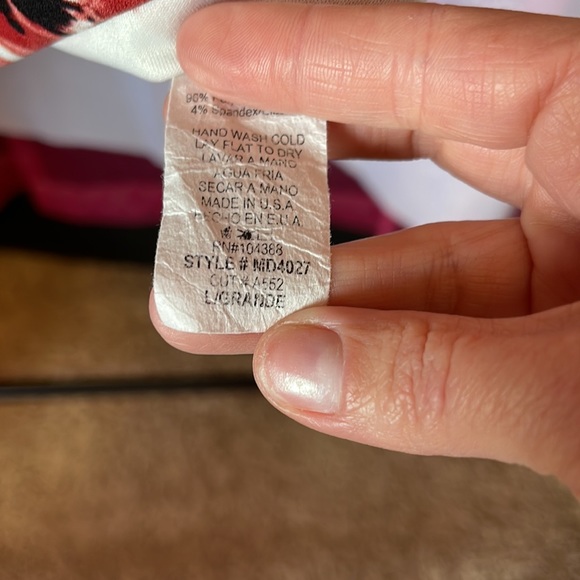 96%
4% Spandex
HAND WASH COLD
LAY FLAT TO DRY
LAVAR A MANO
AGUA FRIA
SECAR A MANO
MADE IN U.S.A
HECHO EN E.U.A
RN#104388
STYLE # MD4027
CUT # A552
L/GRANDE